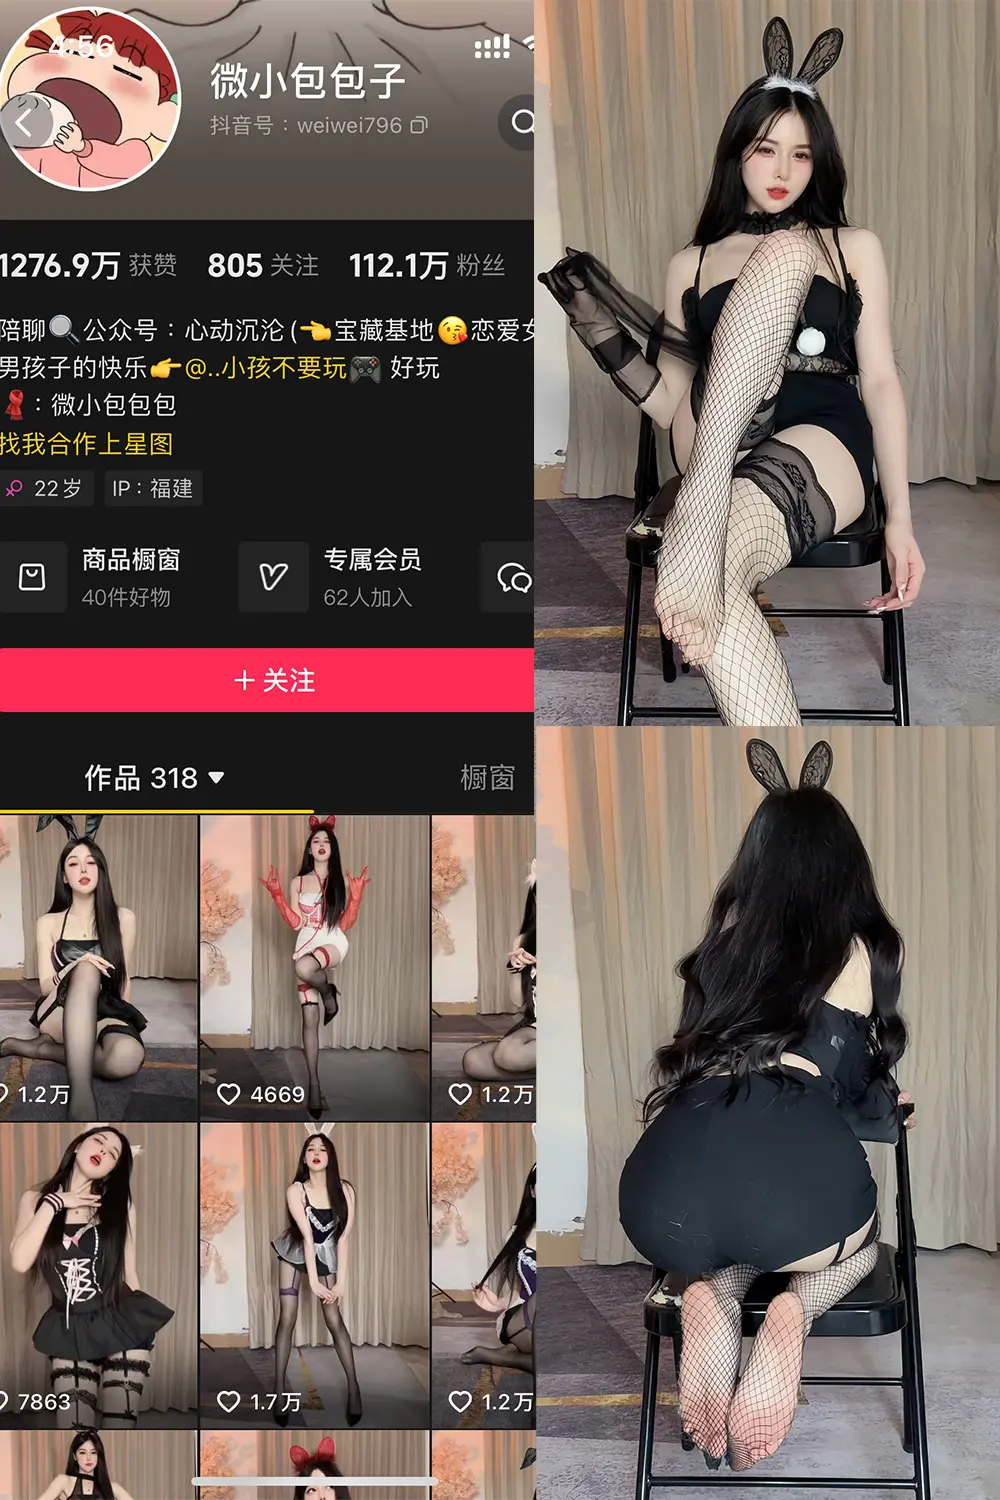 4:56
微小包包子
抖音号：weiwei796
1276.9万 获赞 805 关注 112.1万 粉丝
陪聊🔍公众号：心动沉沦(👈宝藏基地😘恋爱
男孩子的快乐👉@..小孩不要玩🎮 好玩
🧣：微小包包包
找我合作上星图
♀ 22岁 IP：福建
商品橱窗 专属会员
40件好物 62人加入
+ 关注
作品 318 ▼ 橱窗
1.2万 4669 1.2万
7863 1.7万 1.2万